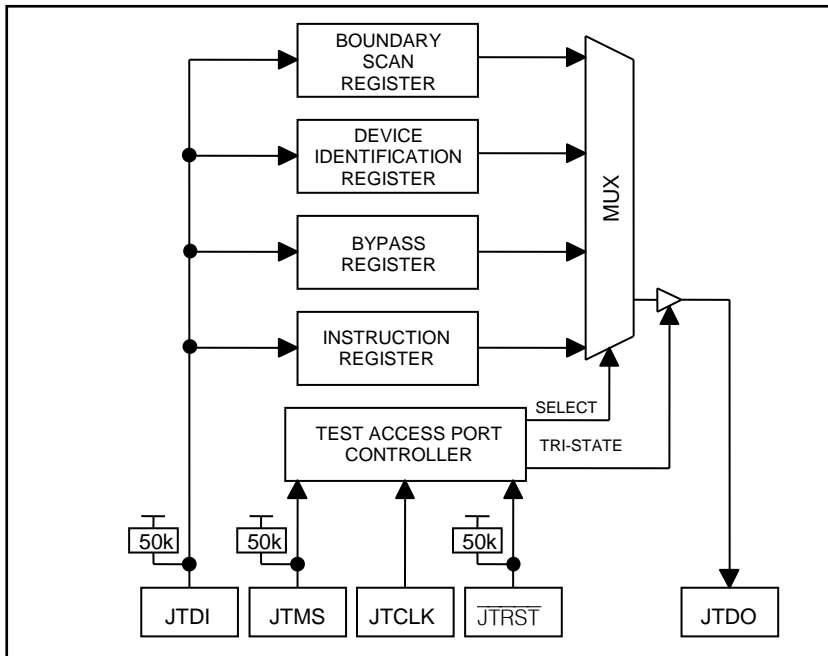 BOUNDARY
SCAN
REGISTER
DEVICE
IDENTIFICATION
REGISTER
BYPASS
REGISTER
INSTRUCTION
REGISTER
MUX
SELECT
TEST ACCESS PORT
CONTROLLER
TRI-STATE
50k
50k
50k
JTDI
JTMS
JTCLK
JTRST
JTDO